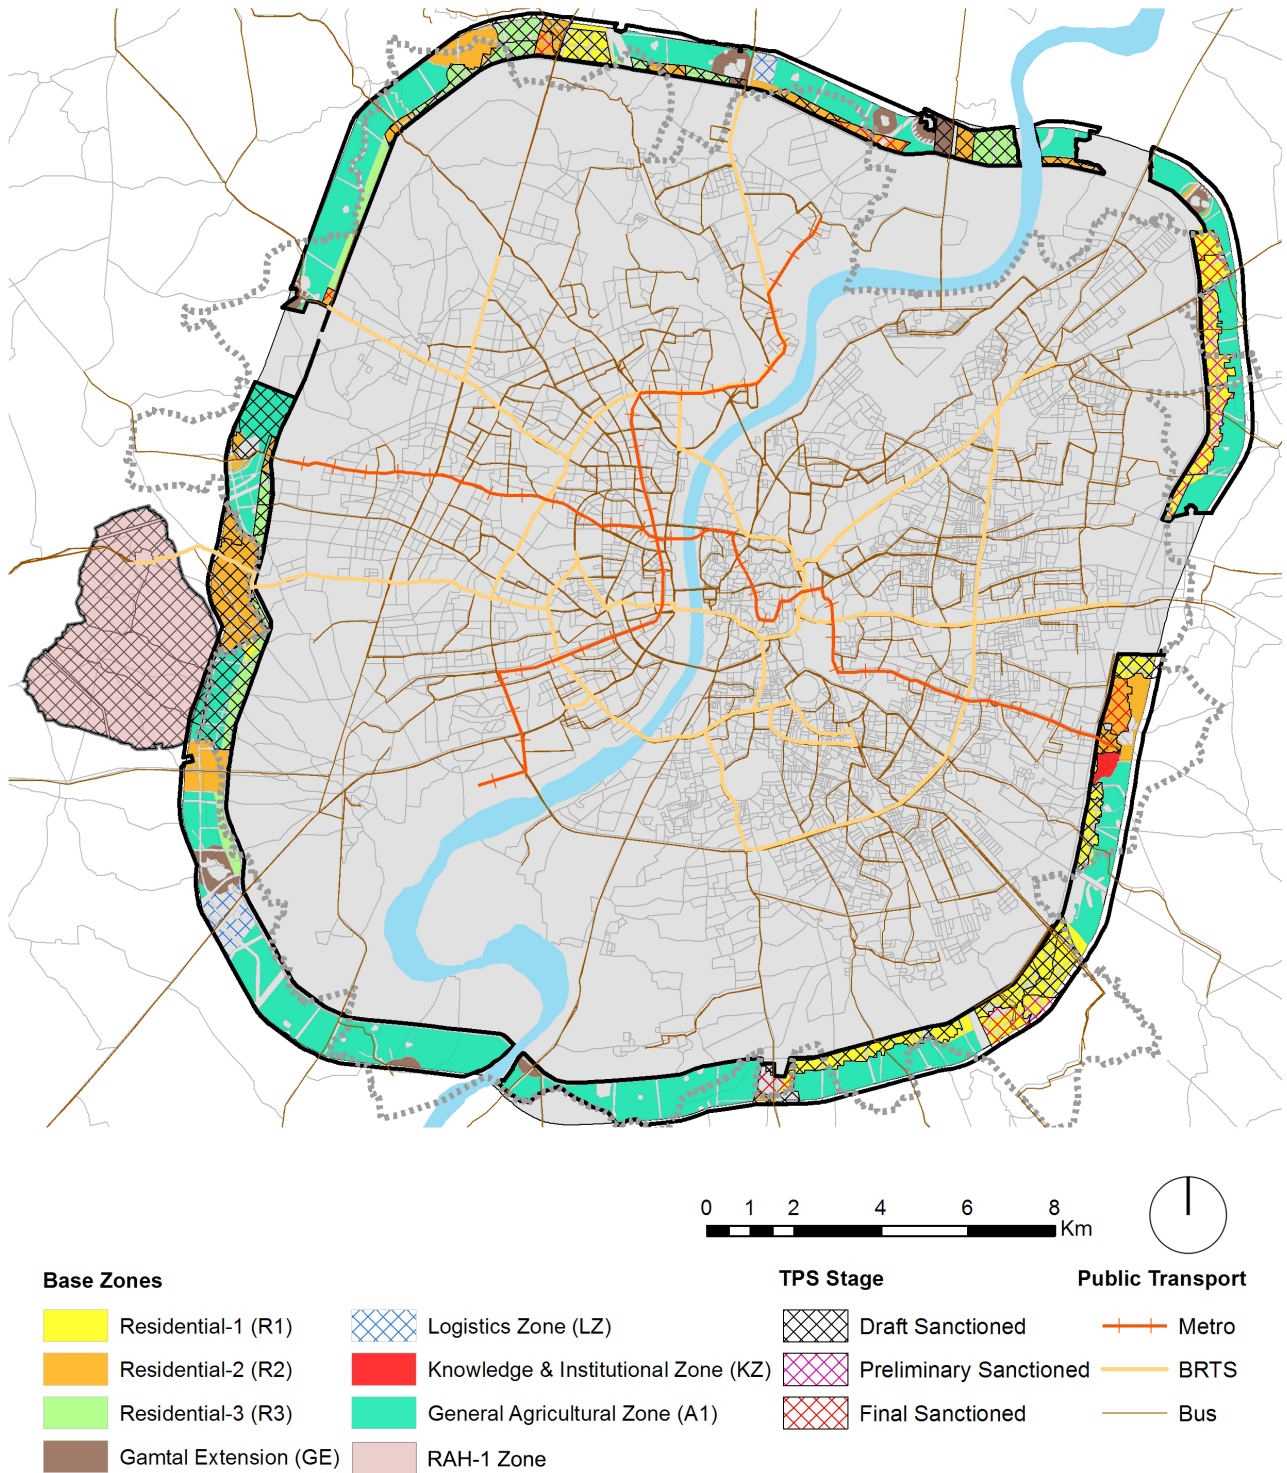 0 1 2 4 6 8
Km
Base Zones
TPS Stage
Public Transport
Residential-1 (R1)
Logistics Zone (LZ)
Draft Sanctioned
Metro
Residential-2 (R2)
Knowledge & Institutional Zone (KZ)
Preliminary Sanctioned
BRTS
Residential-3 (R3)
General Agricultural Zone (A1)
Final Sanctioned
Bus
Gamtal Extension (GE)
RAH-1 Zone